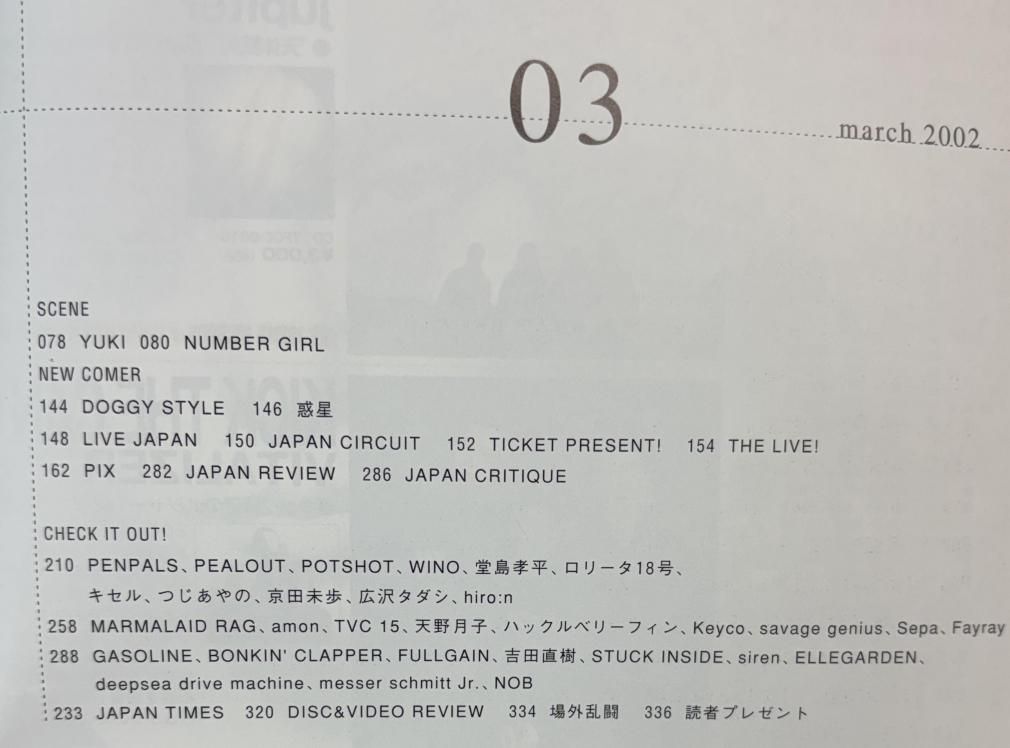 03
march 2002
SCENE
078 YUKI 080 NUMBER GIRL
NEW COMER
144 DOGGY STYLE 146 惑星
148 LIVE JAPAN 150 JAPAN CIRCUIT 152 TICKET PRESENT! 154 THE LIVE!
162 PIX 282 JAPAN REVIEW 286 JAPAN CRITIQUE
CHECK IT OUT!
210 PENPALS、PEALOUT、POTSHOT、WINO、堂島孝平、ロリータ18号、
キセル、つじあやの、京田未歩、広沢タダシ、hiro:n
258 MARMALAID RAG、amon、TVC 15、天野月子、ハックルベリーフィン、Keyco、savage genius、Sepa、Fayray
288 GASOLINE、BONKIN' CLAPPER、FULLGAIN、吉田直樹、STUCK INSIDE、siren、ELLEGARDEN、
deepsea drive machine、messer schmitt Jr.、NOB
233 JAPAN TIMES 320 DISC&VIDEO REVIEW 334 場外乱闘 336 読者プレゼント